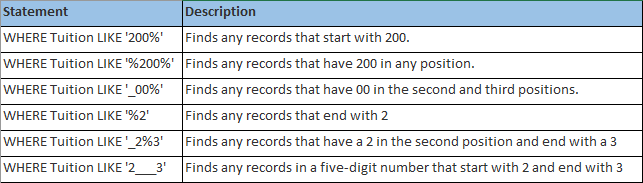 Statement Description
WHERE Tuition LIKE '200%' Finds any records that start with 200.
WHERE Tuition LIKE '%200%' Finds any records that have 200 in any position.
WHERE Tuition LIKE '_00%' Finds any records that have 00 in the second and third positions.
WHERE Tuition LIKE '%2' Finds any records that end with 2
WHERE Tuition LIKE '_2%3' Finds any records that have a 2 in the second position and end with a 3
WHERE Tuition LIKE '2___3' Finds any records in a five-digit number that start with 2 and end with 3